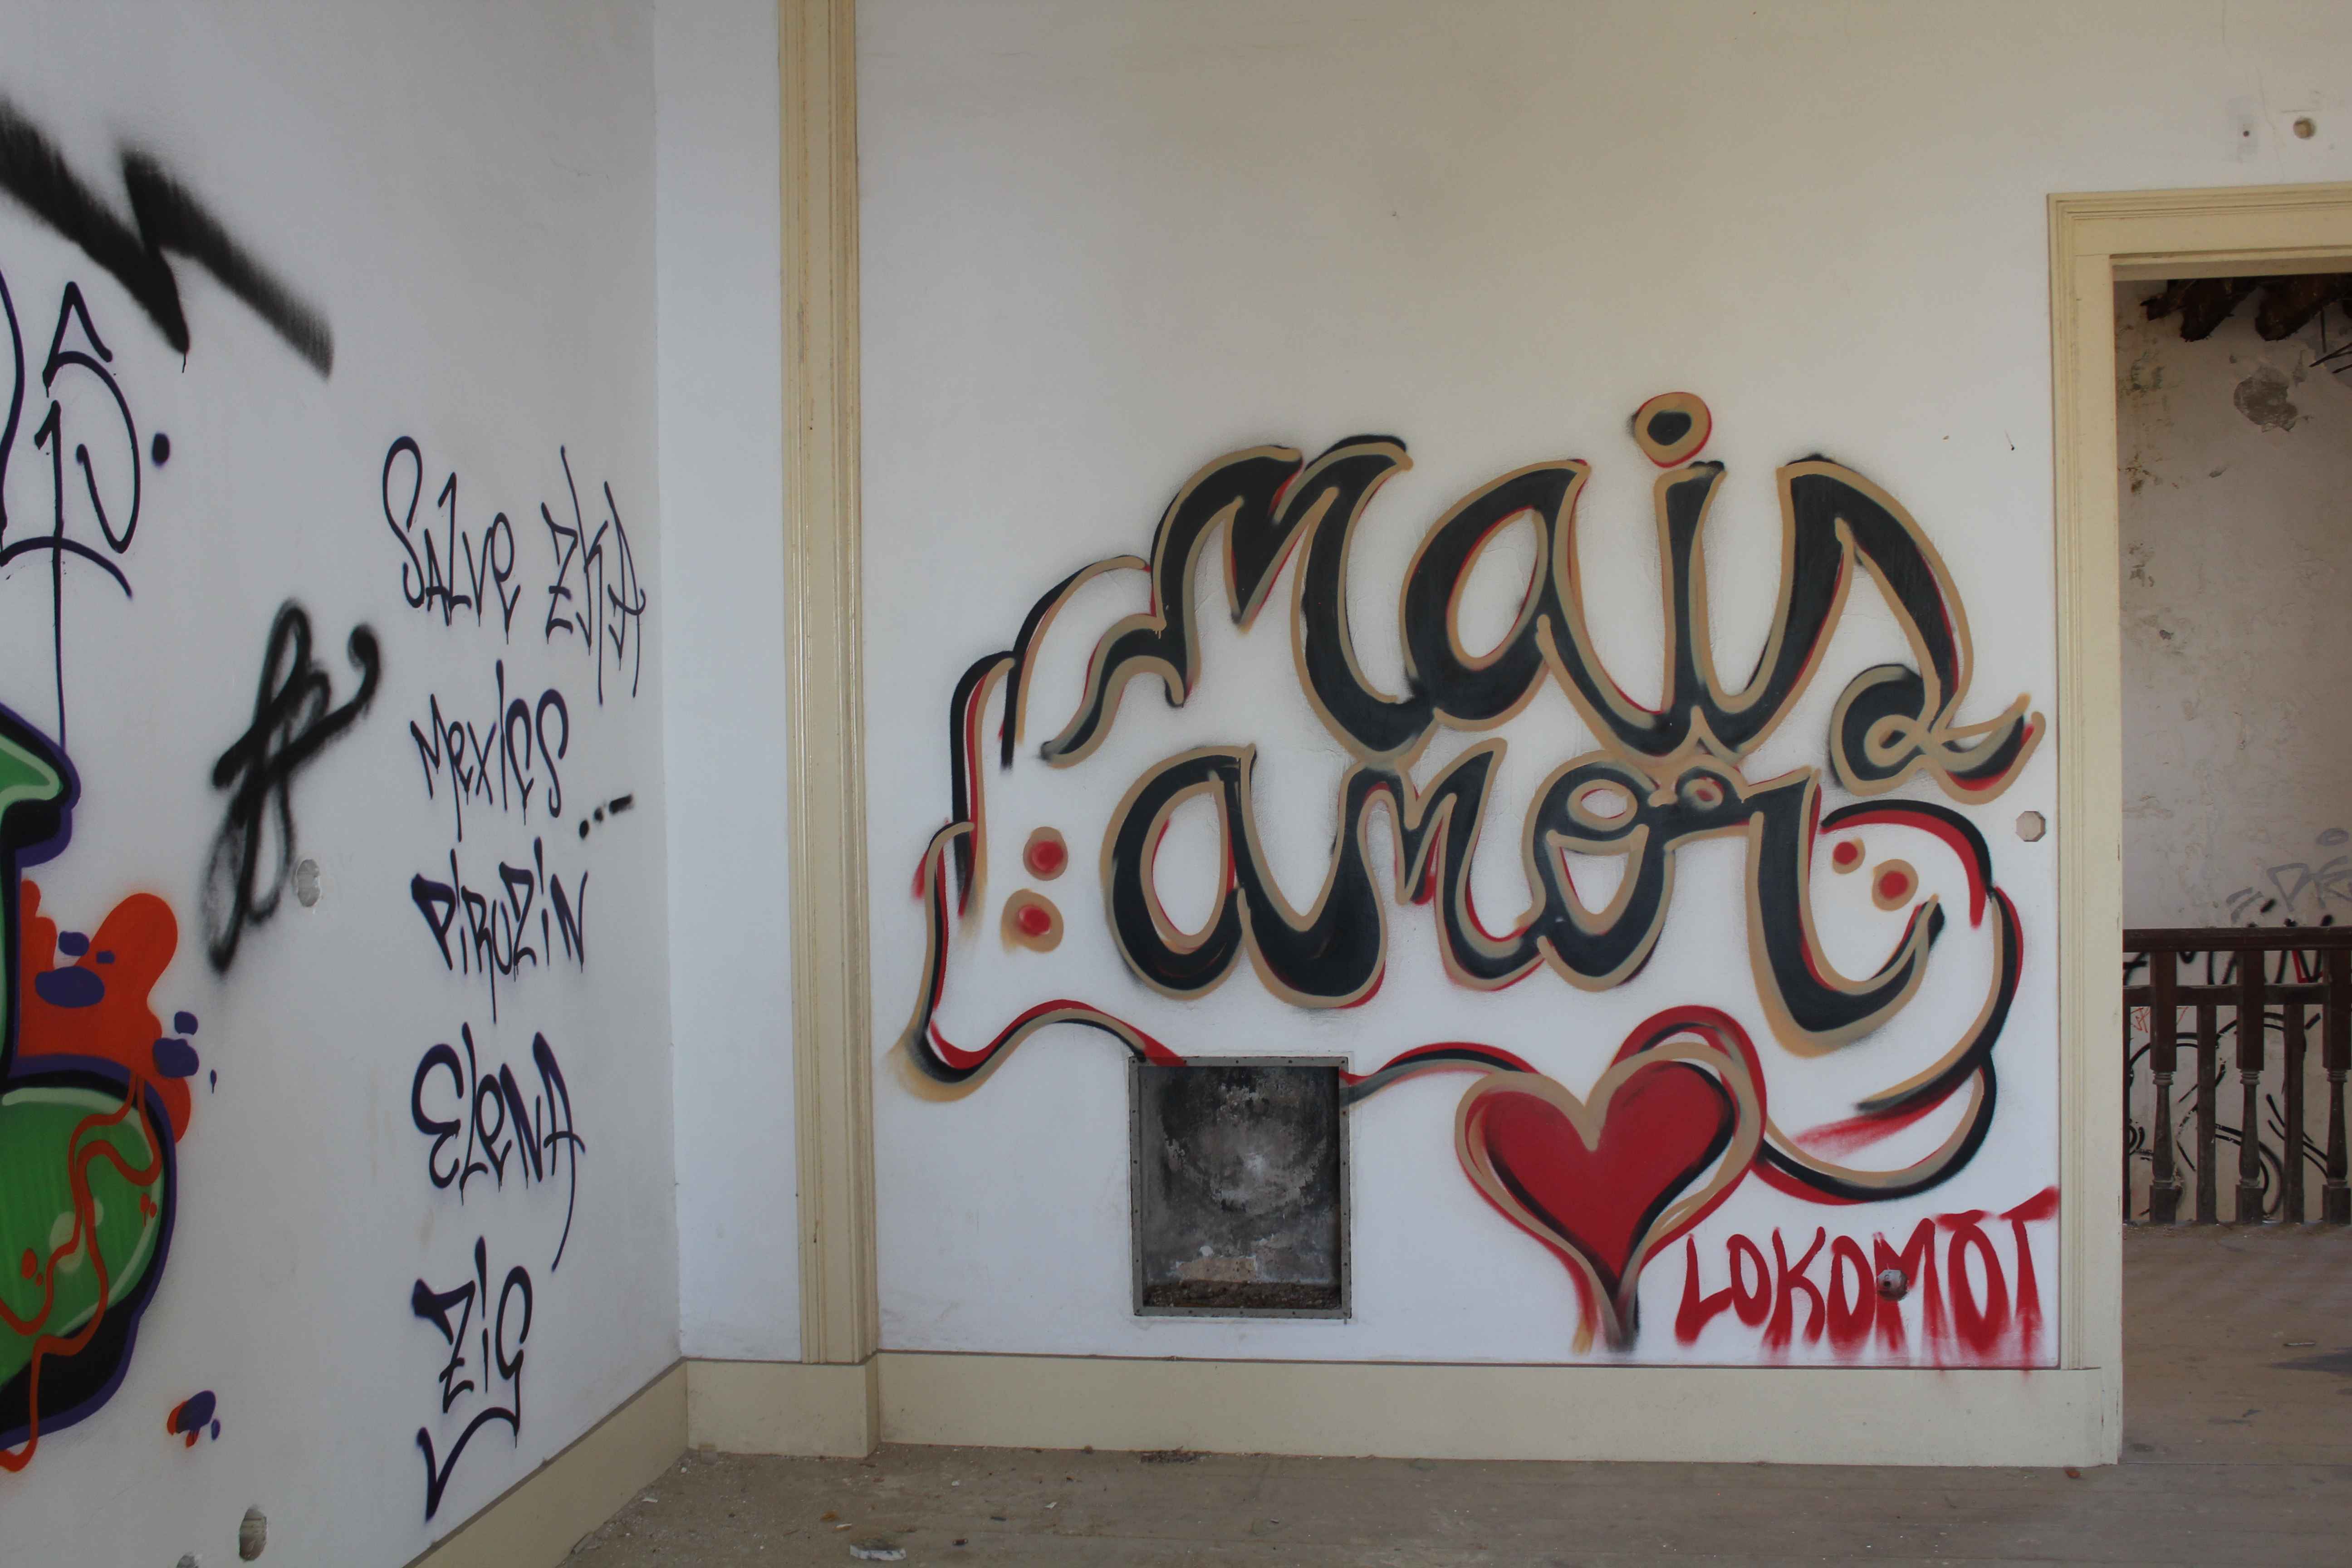 SALVE ZKA
MEXICS...
PIRUZIN
ELENA
ZIG
mais
amor
LOKOMOT